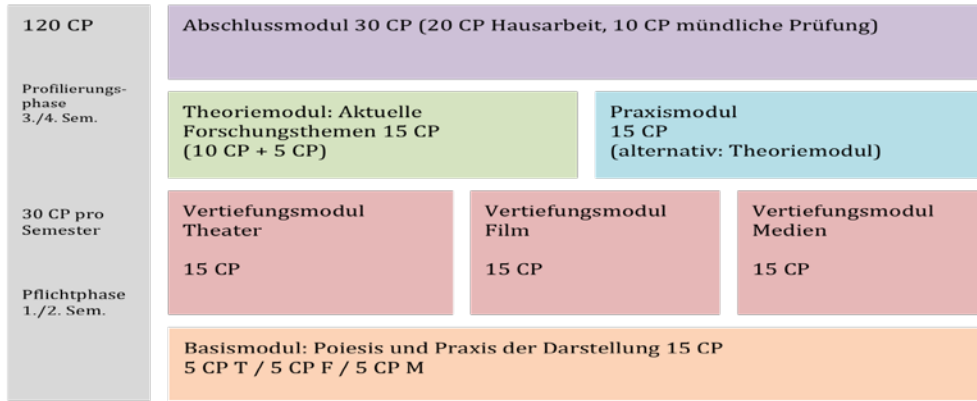 120 CP
Profilierungs-
phase
3./4. Sem.
30 CP pro
Semester
Pflichtphase
1./2. Sem.
Abschlussmodul 30 CP (20 CP Hausarbeit, 10 CP mündliche Prüfung)
Theoriemodul: Aktuelle
Forschungsthemen 15 CP
(10 CP + 5 CP)
Praxismodul
15 CP
(alternativ: Theoriemodul)
Vertiefungsmodul
Theater
15 CP
Vertiefungsmodul
Film
15 CP
Vertiefungsmodul
Medien
15 CP
Basismodul: Poiesis und Praxis der Darstellung 15 CP
5 CP T / 5 CP F / 5 CP M